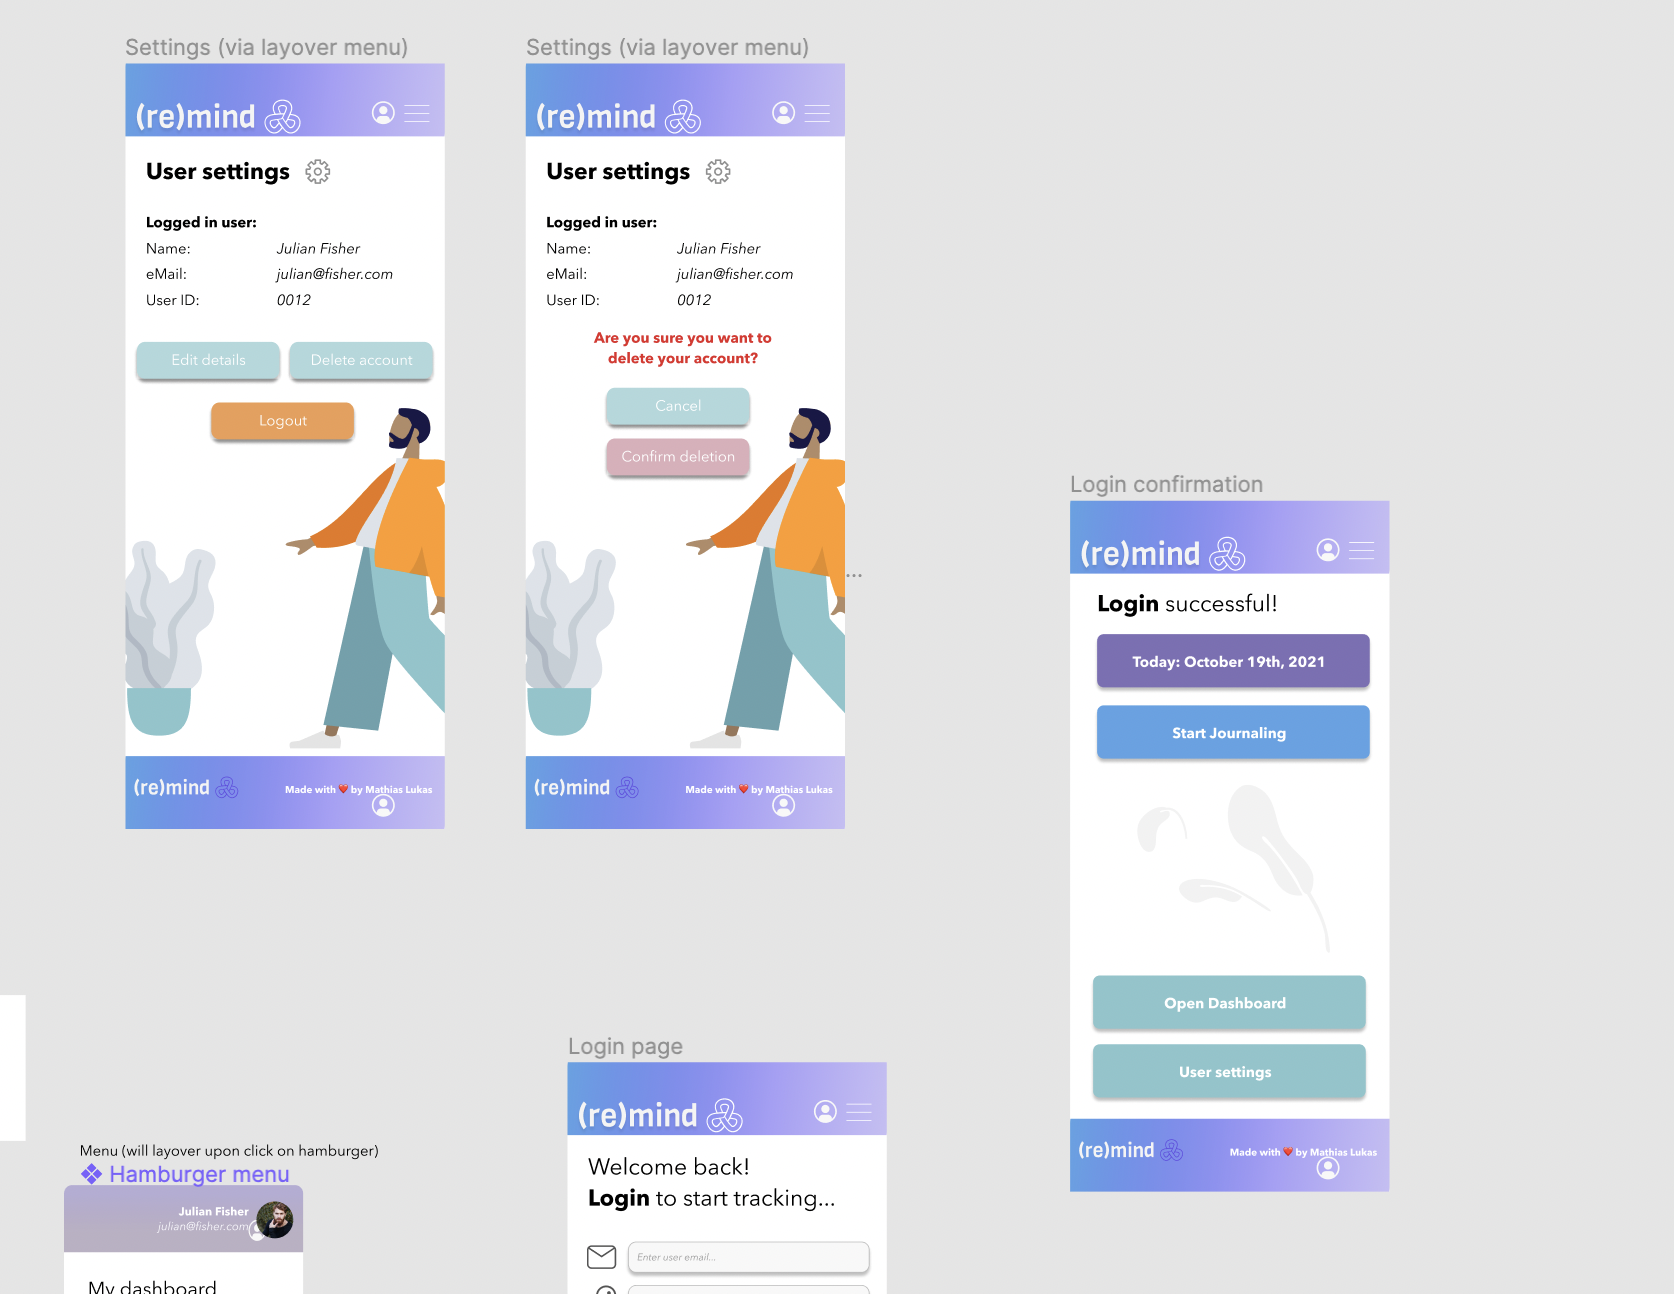 Settings (via layover menu)
(re)mind
User settings
Logged in user:
Name: Julian Fisher
eMail: julian@fisher.com
User ID: 0012
Edit details
Delete account
Logout
(re)mind
Made with ❤️ by Mathias Lukas
Settings (via layover menu)
(re)mind
User settings
Logged in user:
Name: Julian Fisher
eMail: julian@fisher.com
User ID: 0012
Are you sure you want to
delete your account?
Cancel
Confirm deletion
...
(re)mind
Made with ❤️ by Mathias Lukas
Login confirmation
(re)mind
Login successful!
Today: October 19th, 2021
Start Journaling
Open Dashboard
User settings
(re)mind
Made with ❤️ by Mathias Lukas
Menu (will layover upon click on hamburger)
Hamburger menu
Julian Fisher
julian@fisher.com
My dashboard
Login page
(re)mind
Welcome back!
Login to start tracking...
Enter user email...